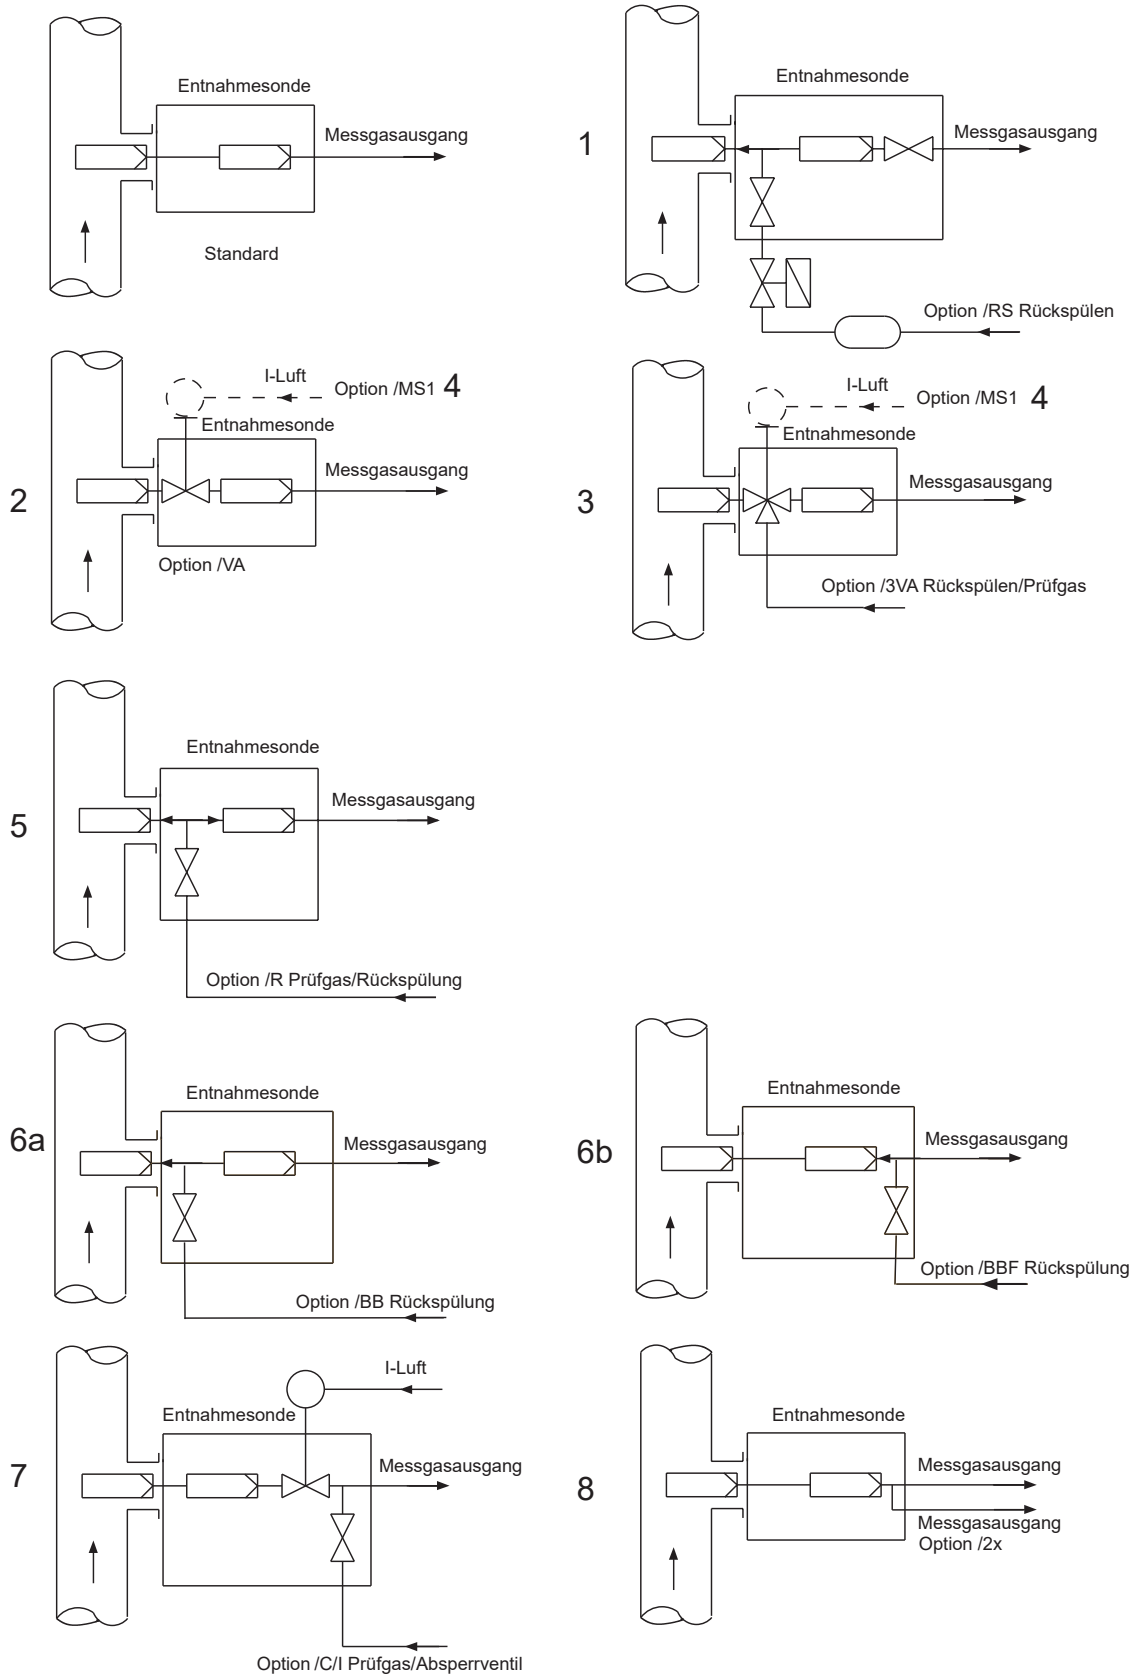 Entnahmesonde
Messgasausgang
Standard
1
Entnahmesonde
Messgasausgang
Option /RS Rückspülen
2
I-Luft
Option /MS1 4
Entnahmesonde
Messgasausgang
Option /VA
3
I-Luft
Option /MS1 4
Entnahmesonde
Messgasausgang
Option /3VA Rückspülen/Prüfgas
5
Entnahmesonde
Messgasausgang
Option /R Prüfgas/Rückspülung
6a
Entnahmesonde
Messgasausgang
Option /BB Rückspülung
6b
Entnahmesonde
Messgasausgang
Option /BBF Rückspülung
7
I-Luft
Entnahmesonde
Messgasausgang
Option /C/I Prüfgas/Absperrventil
8
Entnahmesonde
Messgasausgang
Messgasausgang
Option /2x